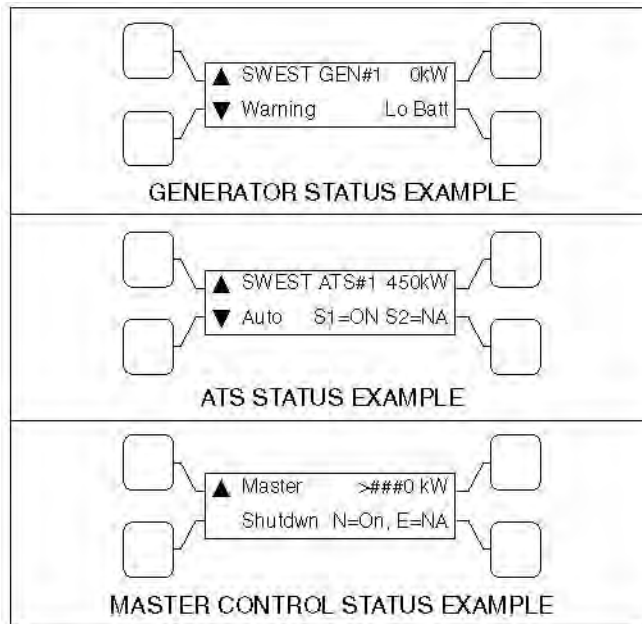 ▲ SWEST GEN#1 0kW
▼ Warning Lo Batt
GENERATOR STATUS EXAMPLE
▲ SWEST ATS#1 450kW
▼ Auto S1=ON S2=NA
ATS STATUS EXAMPLE
▲ Master >###0 kW
Shutdwn N=On, E=NA
MASTER CONTROL STATUS EXAMPLE